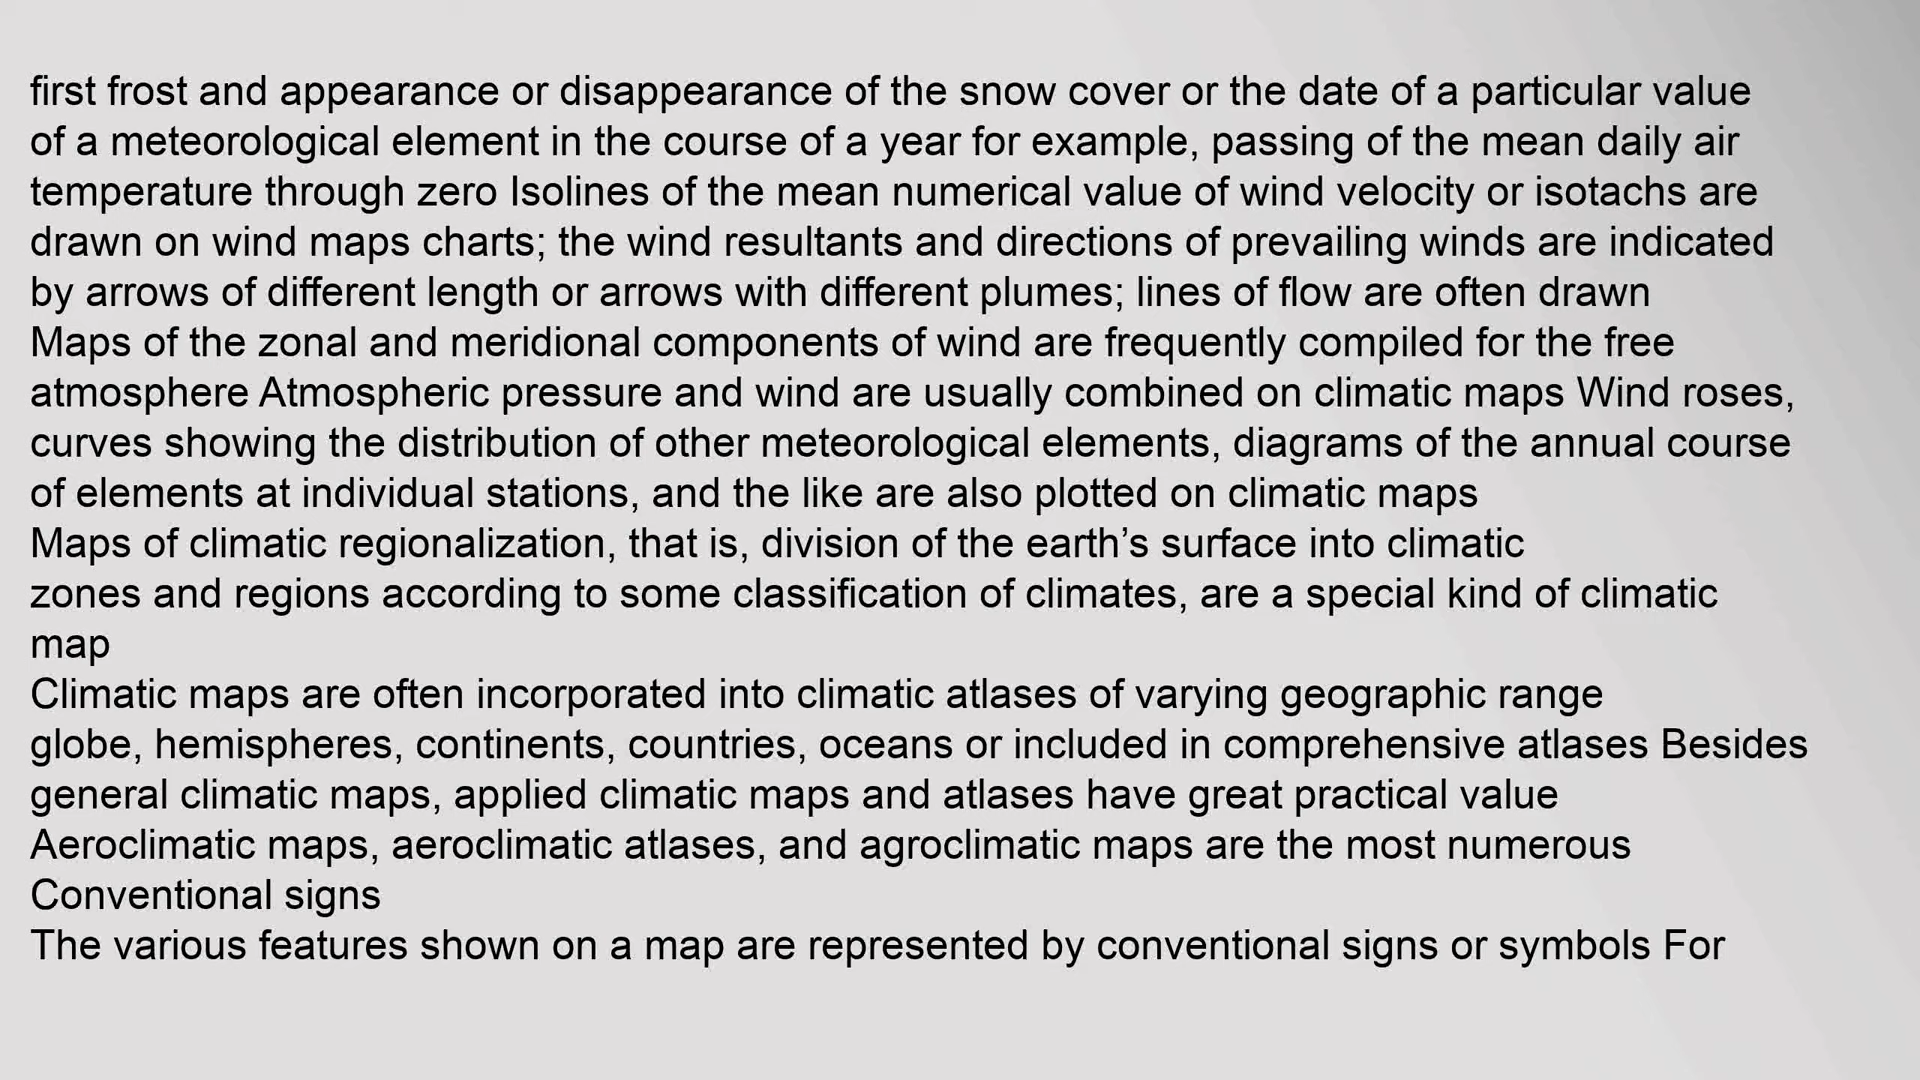 first frost and appearance or disappearance of the snow cover or the date of a particular value
of a meteorological element in the course of a year for example, passing of the mean daily air
temperature through zero Isolines of the mean numerical value of wind velocity or isotachs are
drawn on wind maps charts; the wind resultants and directions of prevailing winds are indicated
by arrows of different length or arrows with different plumes; lines of flow are often drawn
Maps of the zonal and meridional components of wind are frequently compiled for the free
atmosphere Atmospheric pressure and wind are usually combined on climatic maps Wind roses,
curves showing the distribution of other meteorological elements, diagrams of the annual course
of elements at individual stations, and the like are also plotted on climatic maps
Maps of climatic regionalization, that is, division of the earth’s surface into climatic
zones and regions according to some classification of climates, are a special kind of climatic
map
Climatic maps are often incorporated into climatic atlases of varying geographic range
globe, hemispheres, continents, countries, oceans or included in comprehensive atlases Besides
general climatic maps, applied climatic maps and atlases have great practical value
Aeroclimatic maps, aeroclimatic atlases, and agroclimatic maps are the most numerous
Conventional signs
The various features shown on a map are represented by conventional signs or symbols For